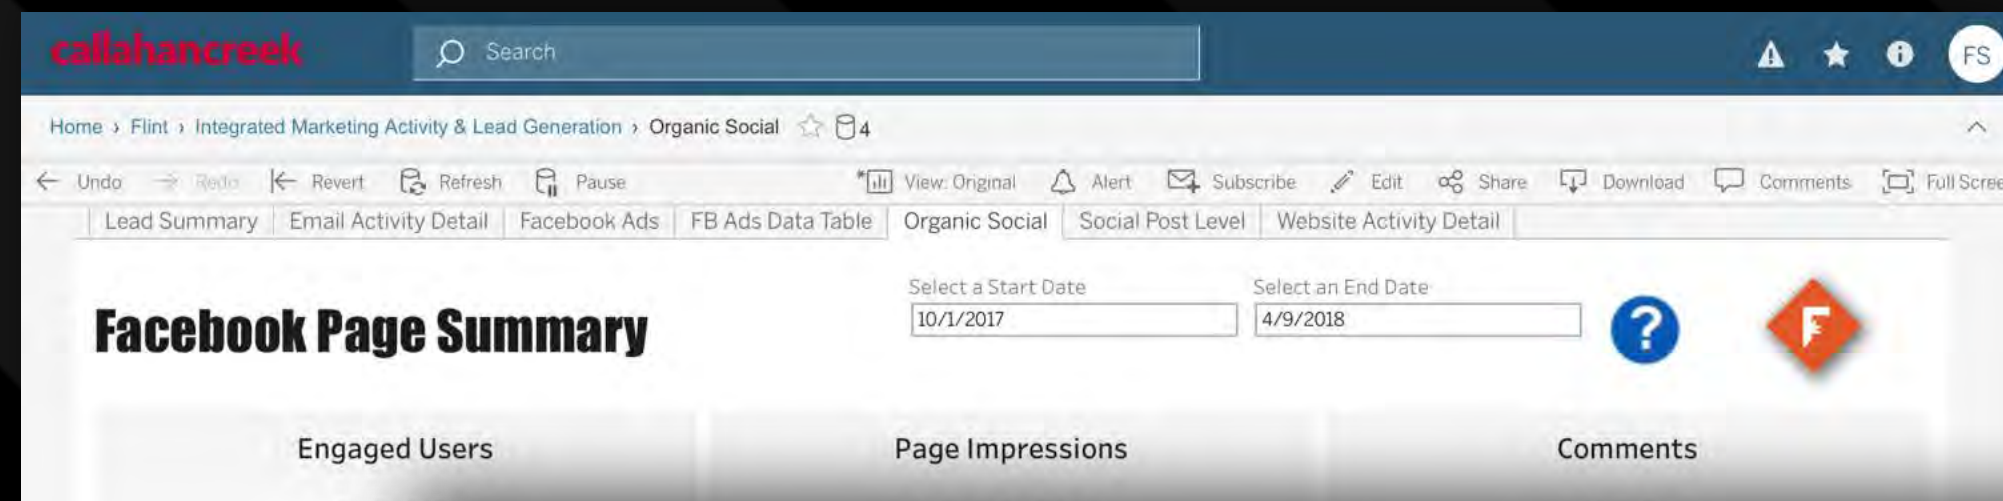 callahancreek
Search
FS
Home › Flint › Integrated Marketing Activity & Lead Generation › Organic Social 4
Undo Redo Revert Refresh Pause View: Original Alert Subscribe Edit Share Download Comments Full Scree
Lead Summary Email Activity Detail Facebook Ads FB Ads Data Table Organic Social Social Post Level Website Activity Detail
Select a Start Date Select an End Date
Facebook Page Summary 10/1/2017 4/9/2018 ? F
Engaged Users Page Impressions Comments